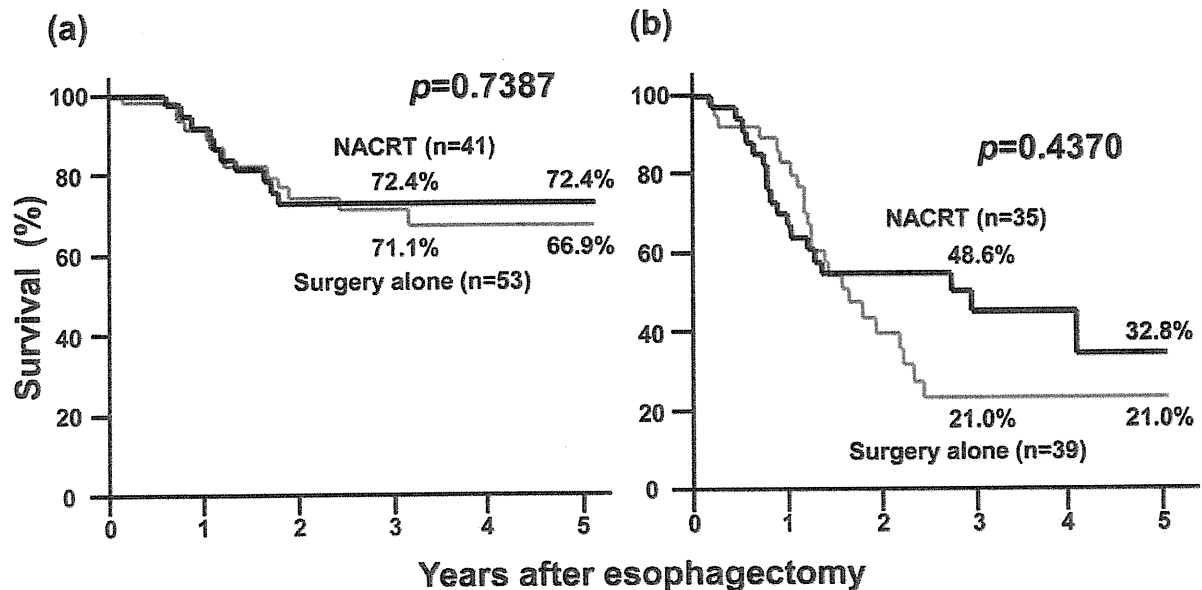 (a)
p=0.7387
Survival (%)
100
80
60
40
20
0
NACRT (n=41)
72.4% 72.4%
71.1% 66.9%
Surgery alone (n=53)
0 1 2 3 4 5
(b)
p=0.4370
100
80
60
40
20
0
NACRT (n=35)
48.6%
32.8%
21.0% 21.0%
Surgery alone (n=39)
0 1 2 3 4 5
Years after esophagectomy